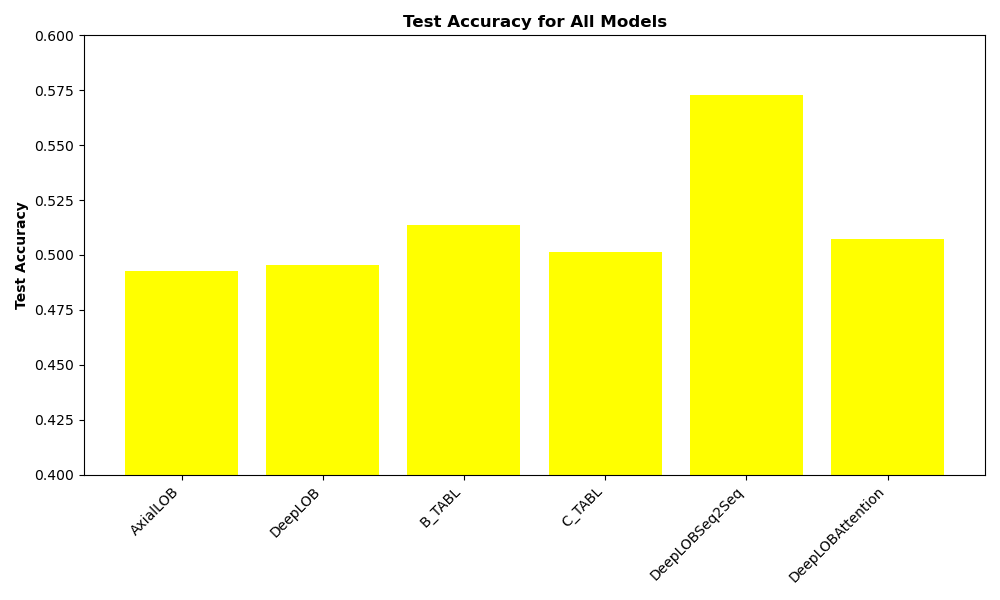 Test Accuracy for All Models
Test Accuracy
0.600
0.575
0.550
0.525
0.500
0.475
0.450
0.425
0.400
AxialLOB
DeepLOB
B_TABL
C_TABL
DeepLOBSeq2Seq
DeepLOBAttention